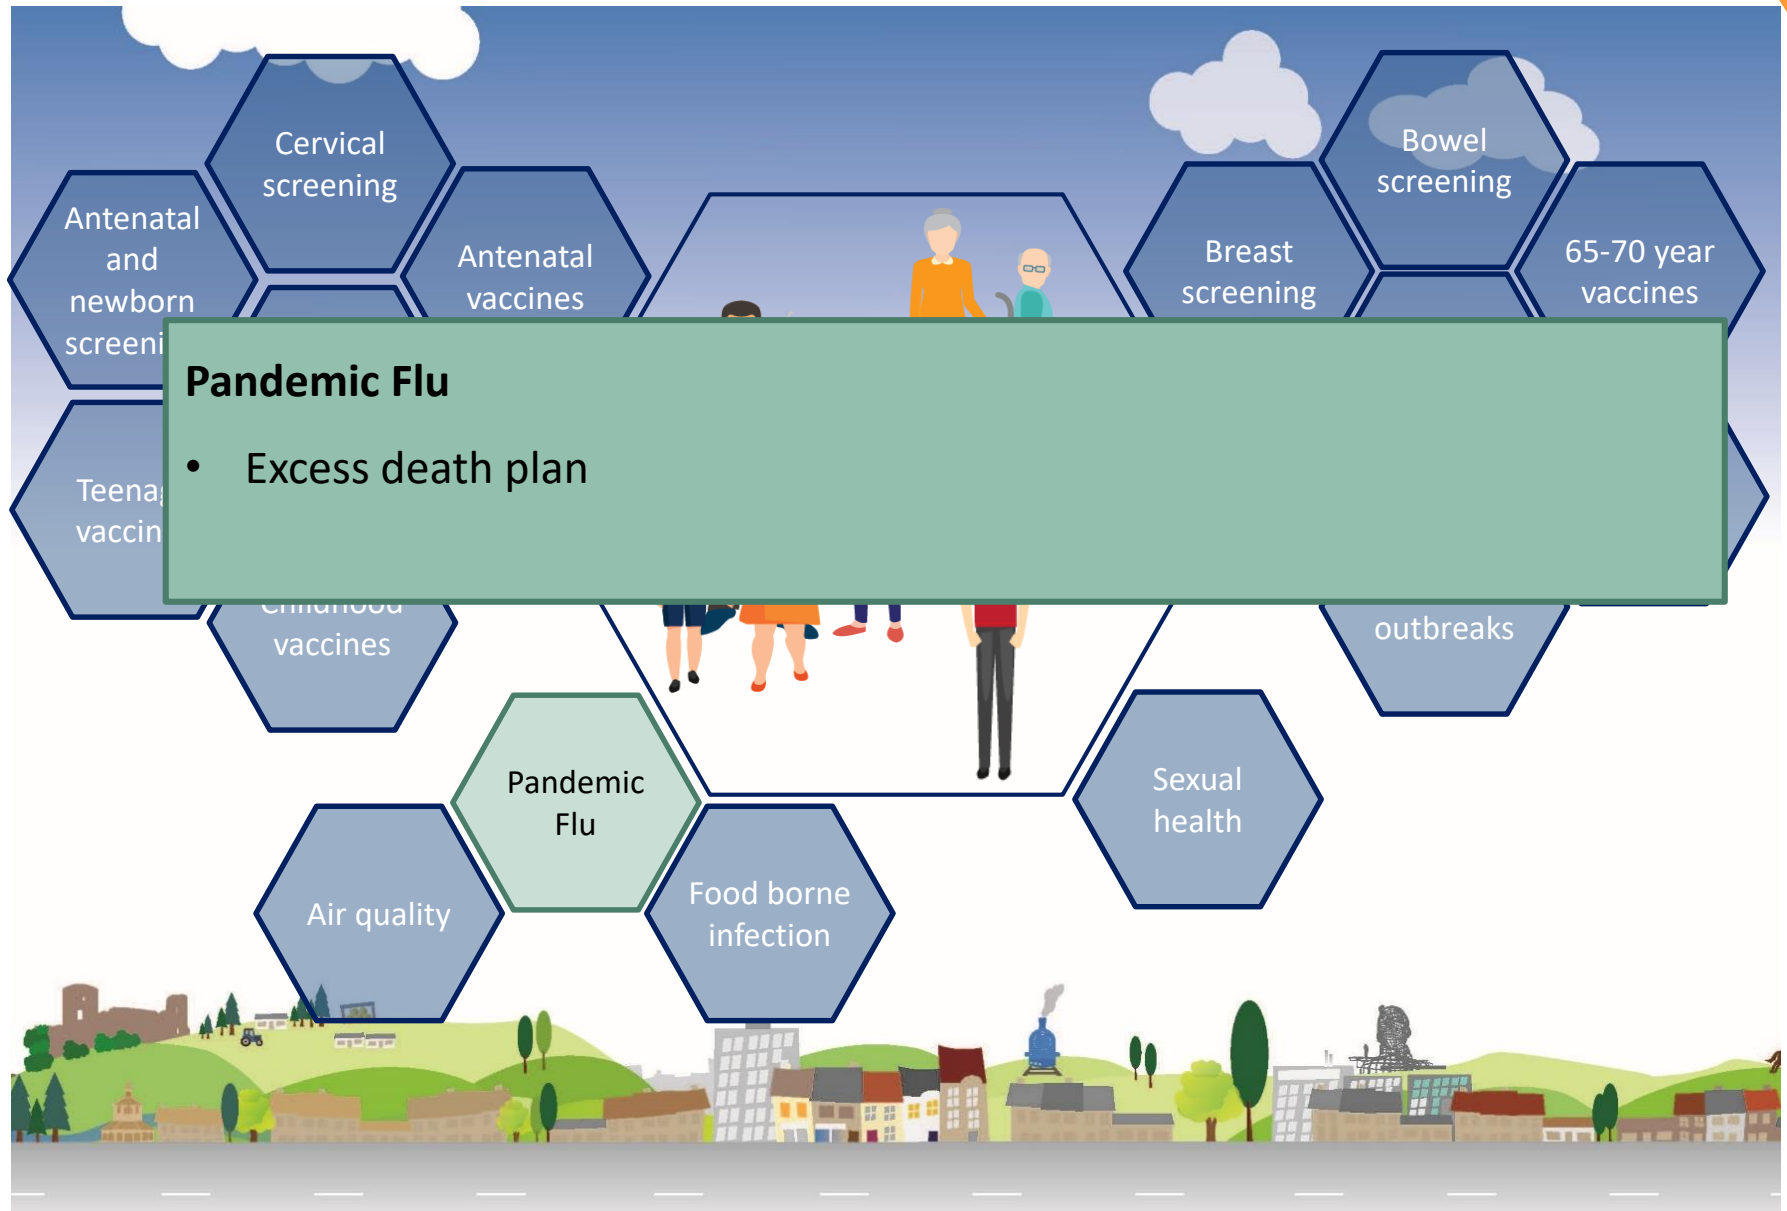 Cervical
screening
Antenatal
and
newborn
Antenatal
vaccines
Bowel
screening
Breast
screening
65-70 year
vaccines
Pandemic Flu
• Excess death plan
Childhood
vaccines
outbreaks
Pandemic
Flu
Sexual
health
Air quality
Food borne
infection